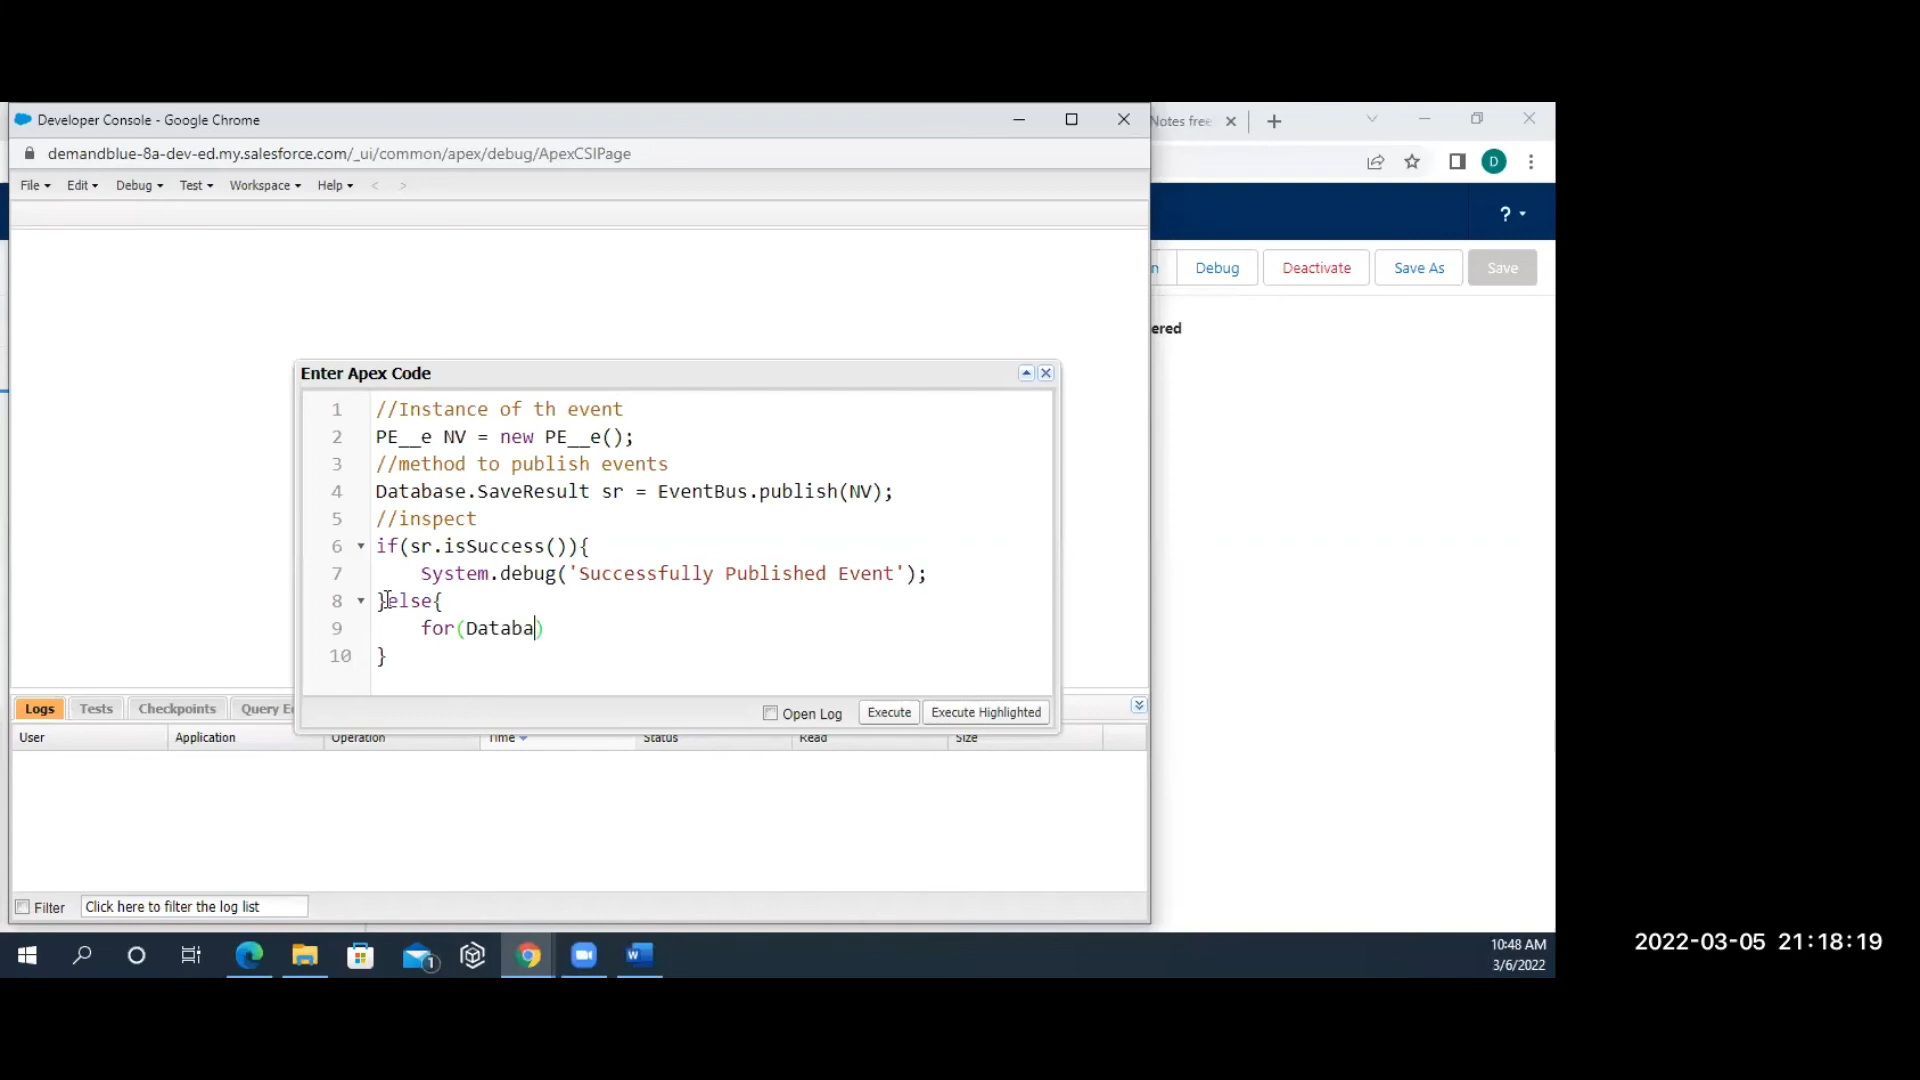 Developer Console - Google Chrome
Notes free
demandblue-8a-dev-ed.my.salesforce.com/_ui/common/apex/debug/ApexCSIPage
D
File Edit Debug Test Workspace Help < >
?
n Debug Deactivate Save As Save
ered
Enter Apex Code
1 //Instance of th event
2 PE__e NV = new PE__e();
3 //method to publish events
4 Database.SaveResult sr = EventBus.publish(NV);
5 //inspect
6 if(sr.isSuccess()){
7 System.debug('Successfully Published Event');
8 }else{
9 for(Databa)
10 }
Open Log Execute Execute Highlighted
Logs Tests Checkpoints Query E
User Application Operation Time Status Read Size
Filter Click here to filter the log list
1
10:48 AM
3/6/2022
2022-03-05 21:18:19